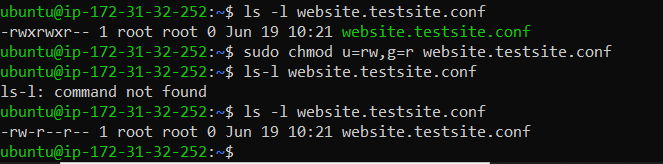 ubuntu@ip-172-31-32-252:~$ ls -l website.testsite.conf
-rwxrwxr-- 1 root root 0 Jun 19 10:21 website.testsite.conf
ubuntu@ip-172-31-32-252:~$ sudo chmod u=rw,g=r website.testsite.conf
ubuntu@ip-172-31-32-252:~$ ls-l website.testsite.conf
ls-l: command not found
ubuntu@ip-172-31-32-252:~$ ls -l website.testsite.conf
-rw-r--r-- 1 root root 0 Jun 19 10:21 website.testsite.conf
ubuntu@ip-172-31-32-252:~$